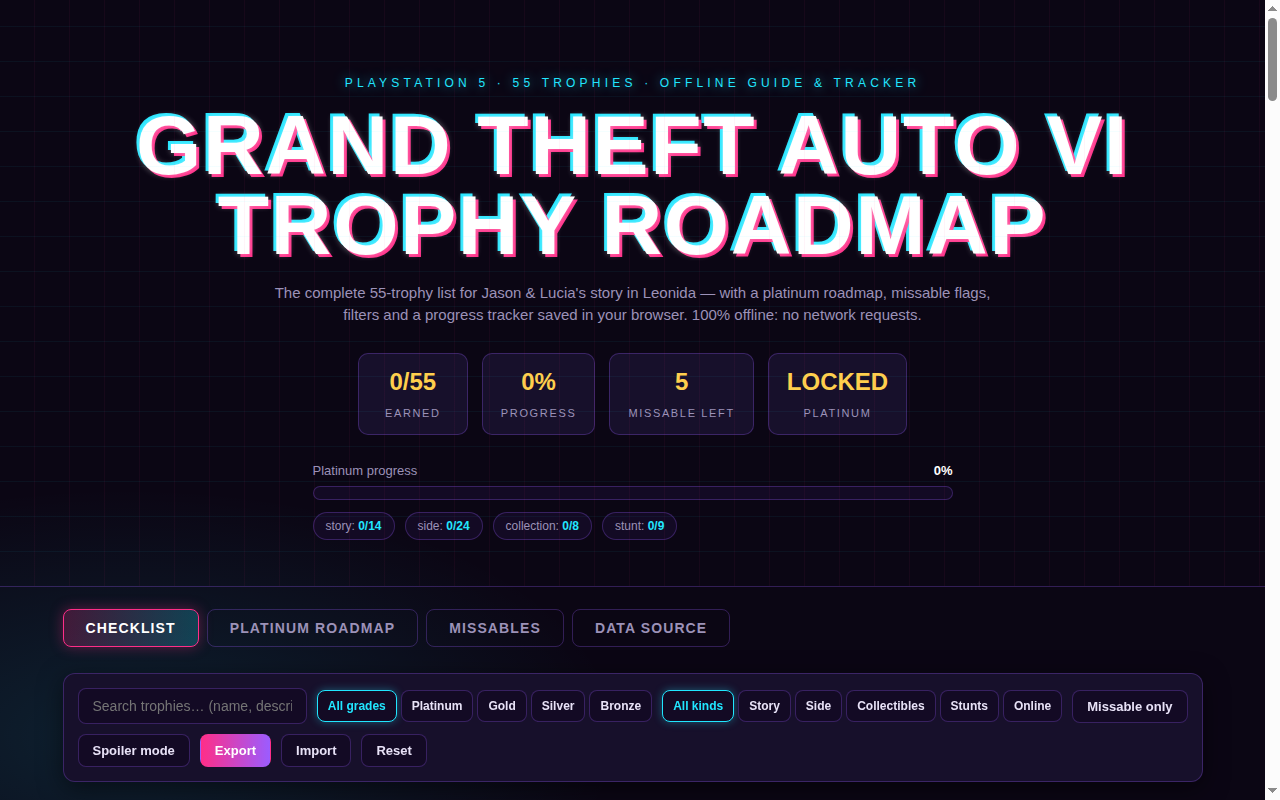 PLAYSTATION 5 · 55 TROPHIES · OFFLINE GUIDE & TRACKER
GRAND THEFT AUTO VI
TROPHY ROADMAP
The complete 55-trophy list for Jason & Lucia's story in Leonida — with a platinum roadmap, missable flags,
filters and a progress tracker saved in your browser. 100% offline: no network requests.
0/55
EARNED
0%
PROGRESS
5
MISSABLE LEFT
LOCKED
PLATINUM
Platinum progress 0%
story: 0/14 side: 0/24 collection: 0/8 stunt: 0/9
CHECKLIST PLATINUM ROADMAP MISSABLES DATA SOURCE
Search trophies… (name, descri All grades Platinum Gold Silver Bronze All kinds Story Side Collectibles Stunts Online Missable only
Spoiler mode Export Import Reset